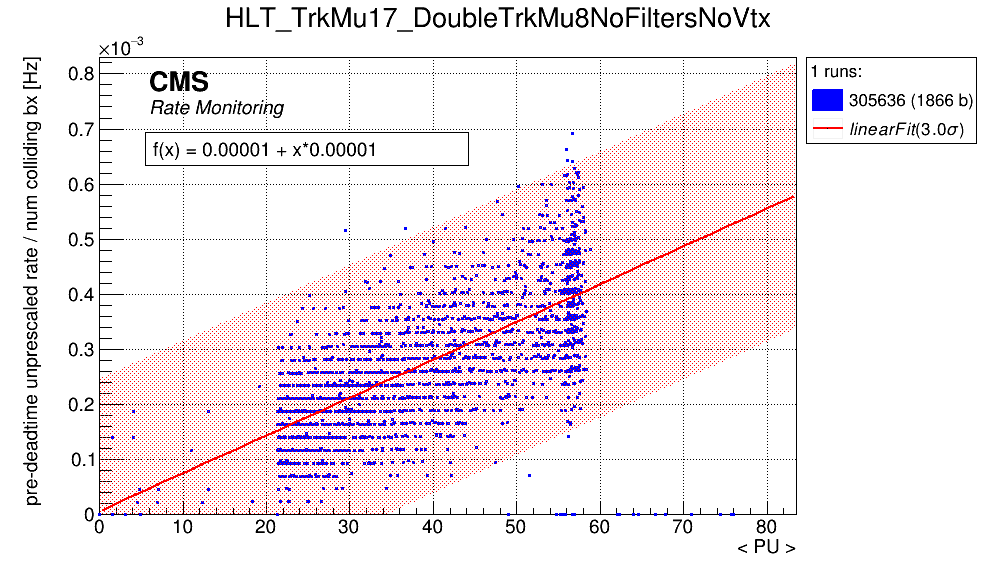 HLT_TrkMu17_DoubleTrkMu8NoFiltersNoVtx
×10⁻³
pre-deadtime unprescaled rate / num colliding bx [Hz]
CMS
Rate Monitoring
f(x) = 0.00001 + x*0.00001
1 runs:
305636 (1866 b)
linearFit(3.0σ)
0.8
0.7
0.6
0.5
0.4
0.3
0.2
0.1
0
0 10 20 30 40 50 60 70 80
< PU >